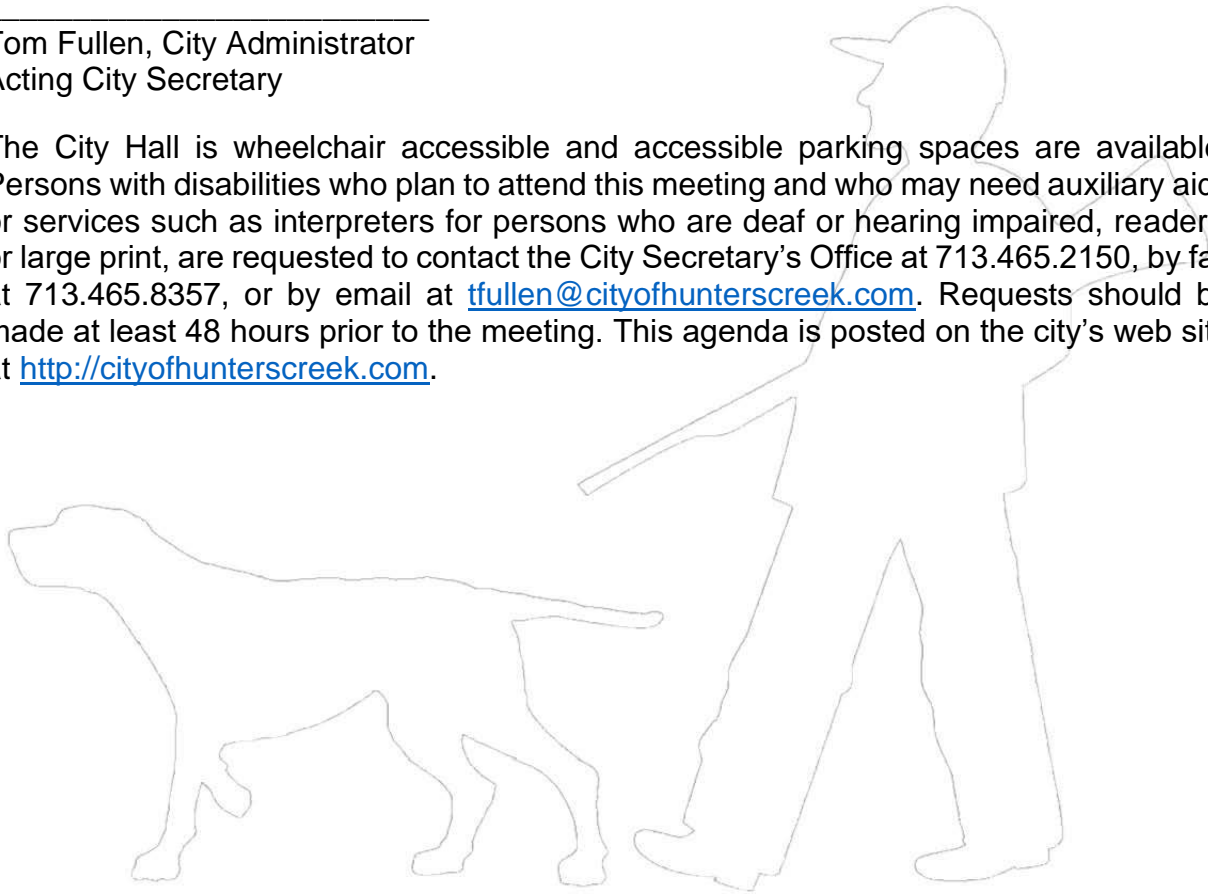 Tom Fullen, City Administrator
Acting City Secretary
The City Hall is wheelchair accessible and accessible parking spaces are available
Persons with disabilities who plan to attend this meeting and who may need auxiliary aid
or services such as interpreters for persons who are deaf or hearing impaired, reader
or large print, are requested to contact the City Secretary’s Office at 713.465.2150, by fa
at 713.465.8357, or by email at tfullen@cityofhunterscreek.com. Requests should b
made at least 48 hours prior to the meeting. This agenda is posted on the city’s web sit
at http://cityofhunterscreek.com.